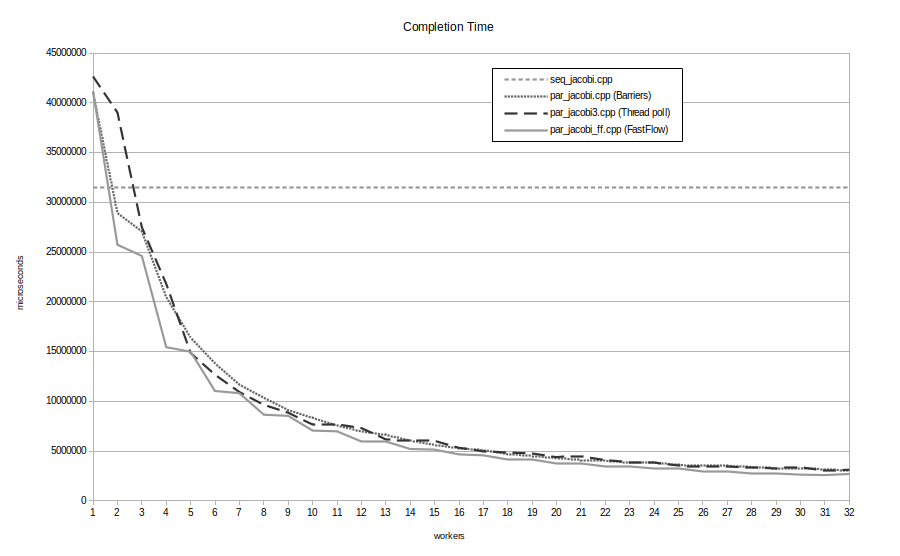 Completion Time
45000000
40000000
35000000
30000000
25000000
20000000
15000000
10000000
5000000
0
microseconds
seq_jacobi.cpp
par_jacobi.cpp (Barriers)
par_jacobi3.cpp (Thread poll)
par_jacobi_ff.cpp (FastFlow)
1 2 3 4 5 6 7 8 9 10 11 12 13 14 15 16 17 18 19 20 21 22 23 24 25 26 27 28 29 30 31 32
workers